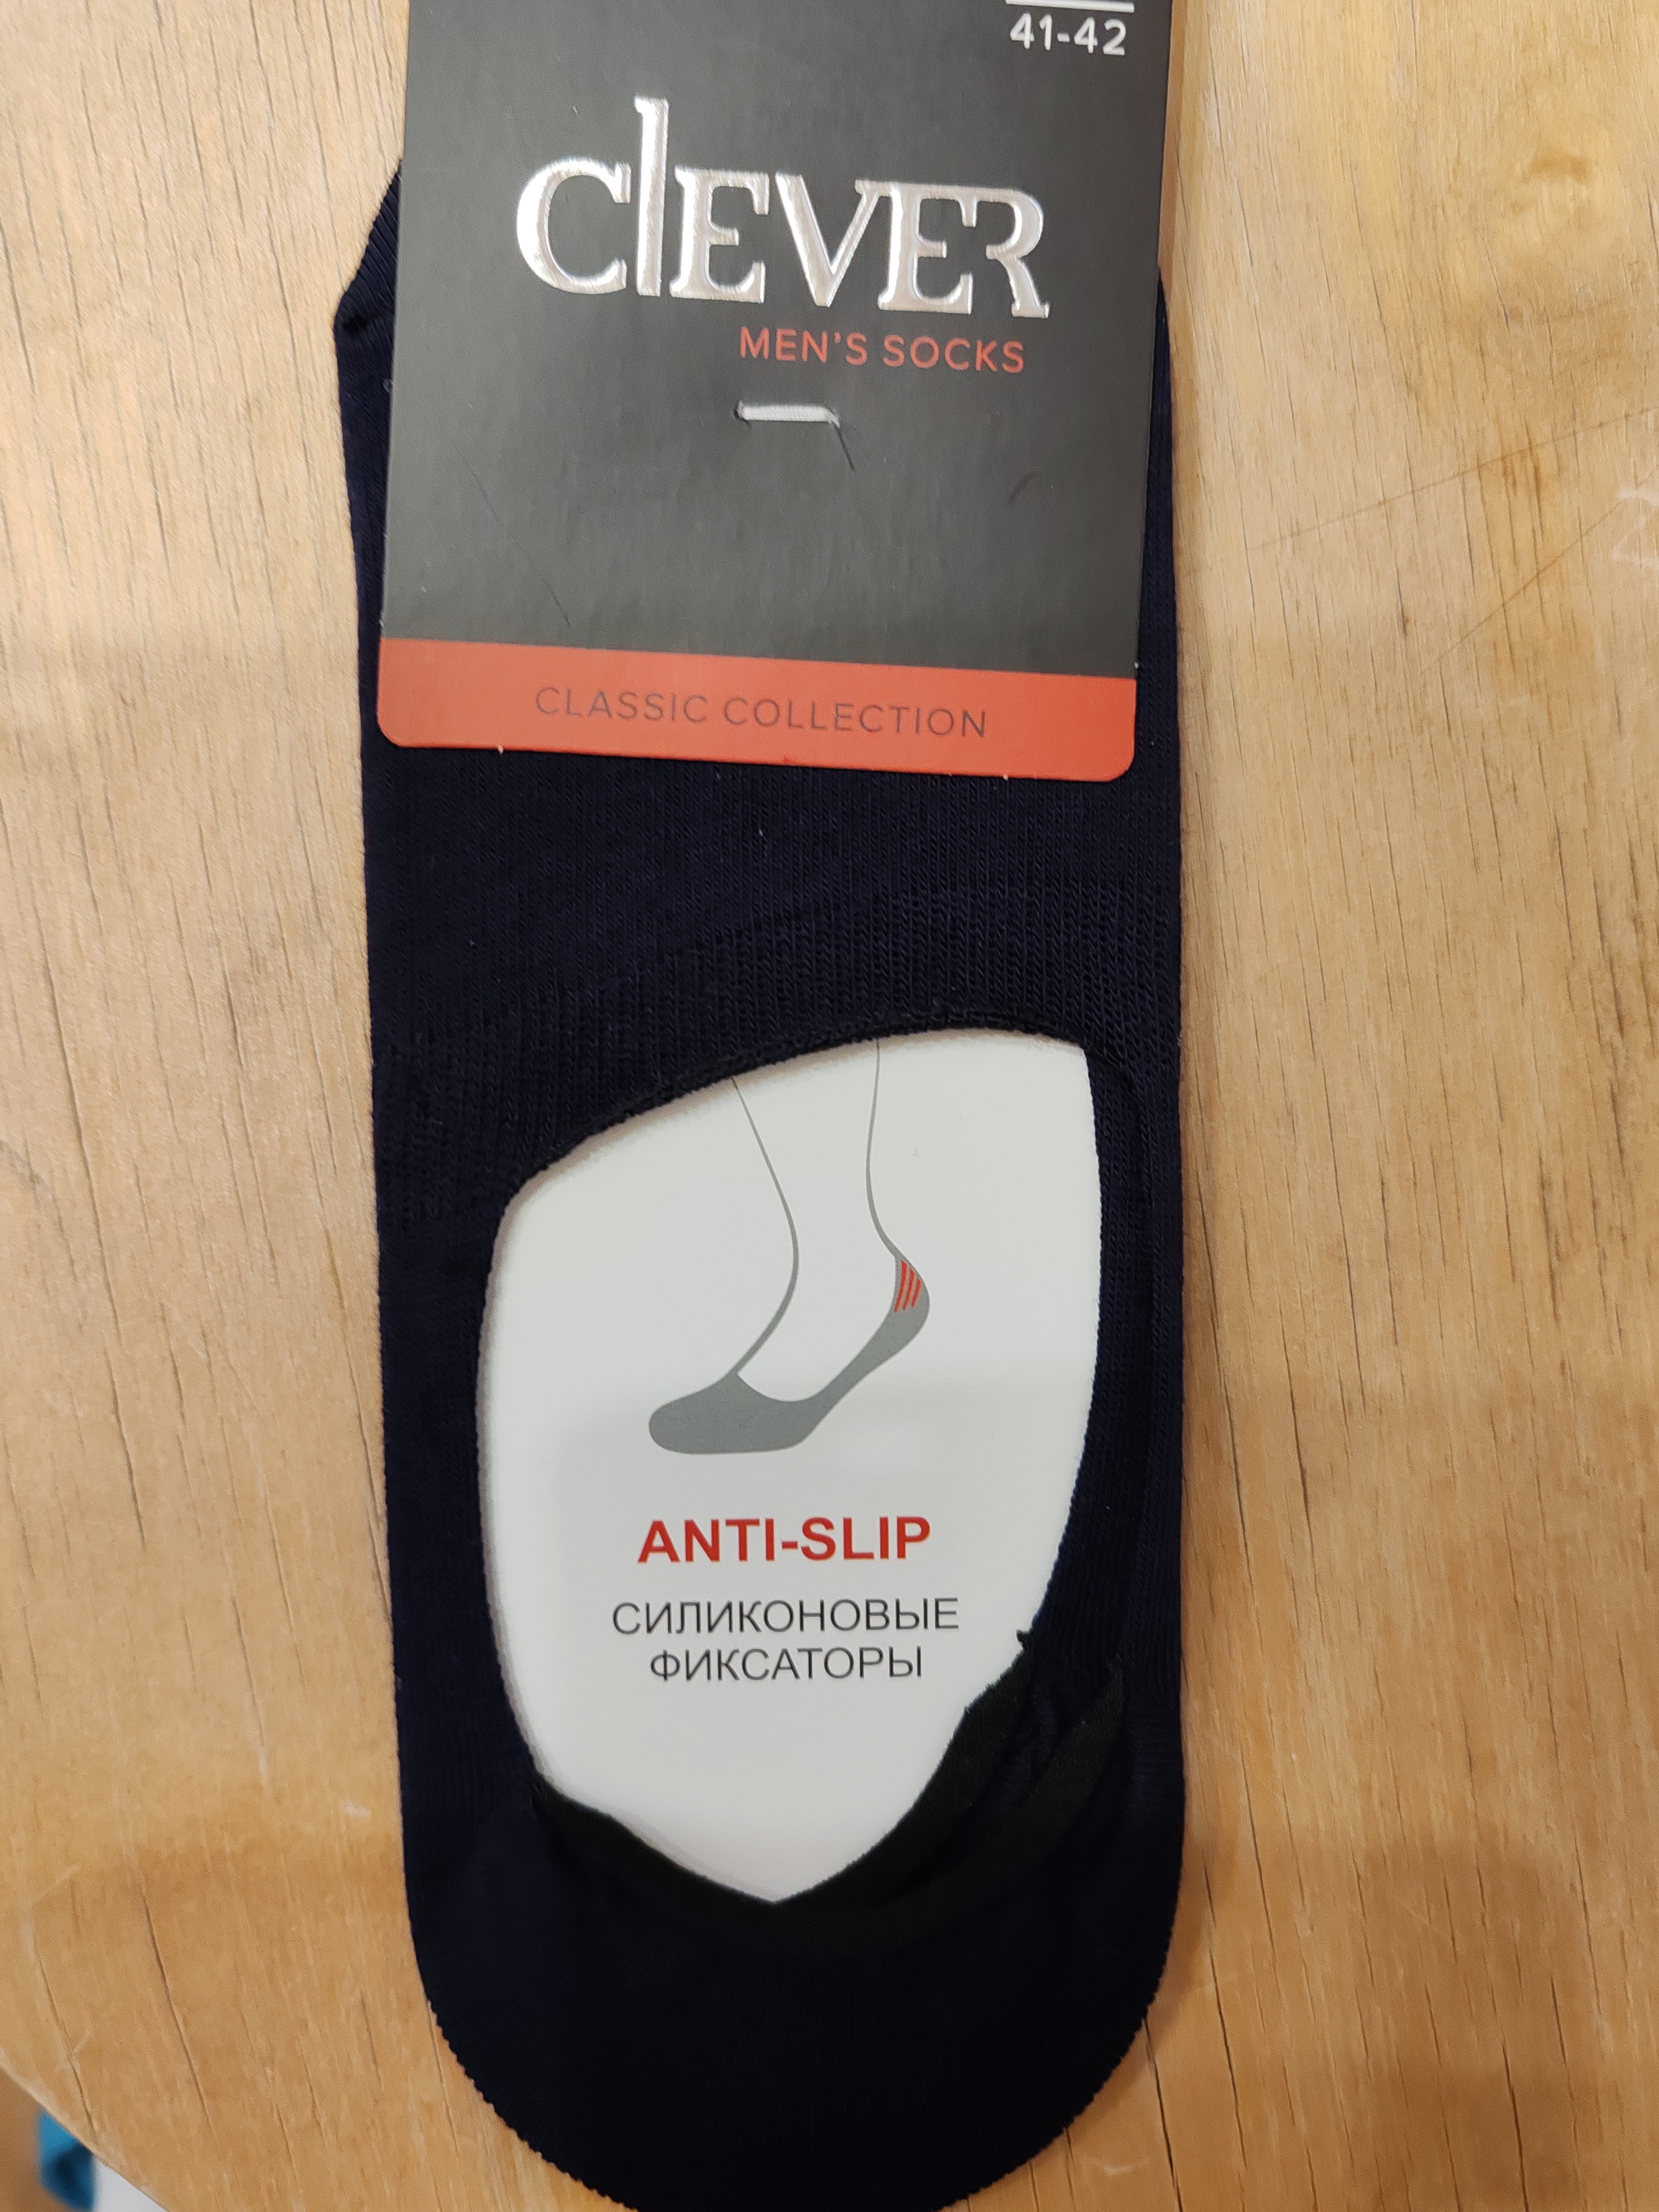 41-42
ClEVER
MEN'S SOCKS
CLASSIC COLLECTION
ANTI-SLIP
СИЛИКОНОВЫЕ
ФИКСАТОРЫ